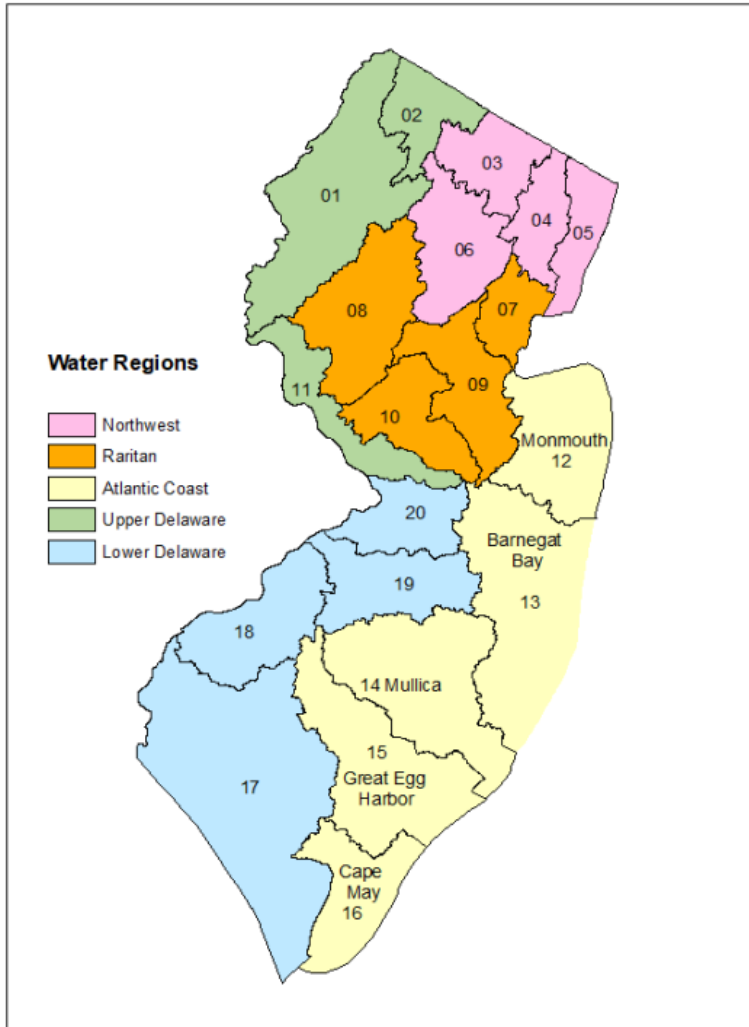 02
03
01
04
05
06
08
07
Water Regions
11
09
10
Monmouth
12
Northwest
Raritan
Atlantic Coast
Upper Delaware
Lower Delaware
20
Barnegat
Bay
19
13
18
14 Mullica
15
17
Great Egg
Harbor
Cape
May
16